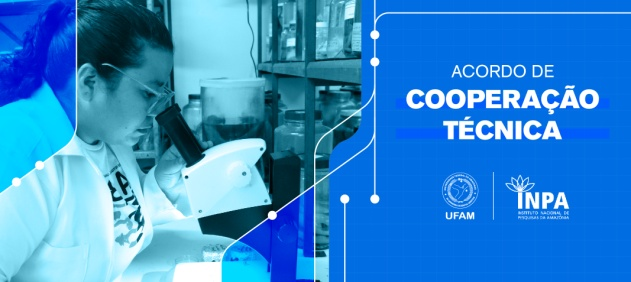 ACORDO DE
COOPERAÇÃO
TÉCNICA
UFAM
INPA
INSTITUTO NACIONAL DE
PESQUISAS DA AMAZÔNIA